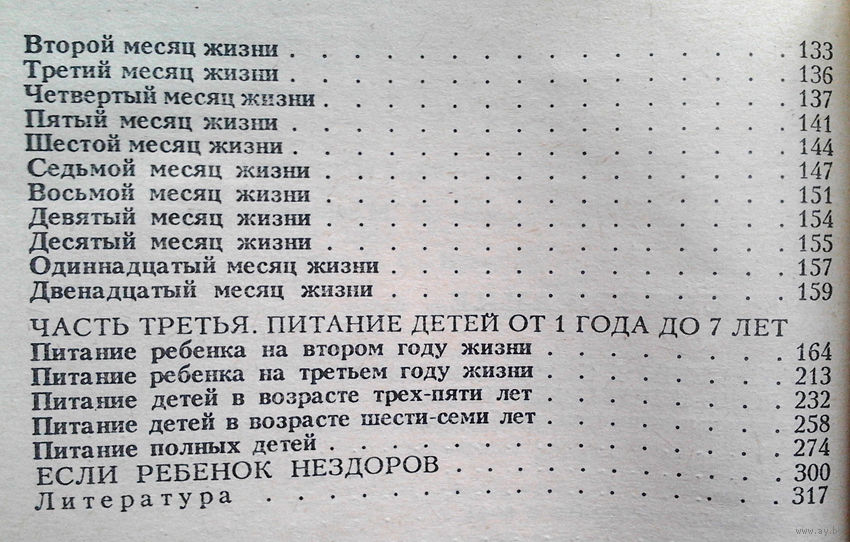 Второй месяц жизни . . . . . . . . . . . . . . . . 133
Третий месяц жизни . . . . . . . . . . . . . . . . 136
Четвертый месяц жизни . . . . . . . . . . . . . . . 137
Пятый месяц жизни . . . . . . . . . . . . . . . . 141
Шестой месяц жизни . . . . . . . . . . . . . . . . 144
Седьмой месяц жизни . . . . . . . . . . . . . . . 147
Восьмой месяц жизни . . . . . . . . . . . . . . . 151
Девятый месяц жизни . . . . . . . . . . . . . . . 154
Десятый месяц жизни . . . . . . . . . . . . . . . 155
Одиннадцатый месяц жизни . . . . . . . . . . . . . 157
Двенадцатый месяц жизни . . . . . . . . . . . . . 159
ЧАСТЬ ТРЕТЬЯ. ПИТАНИЕ ДЕТЕЙ ОТ 1 ГОДА ДО 7 ЛЕТ
Питание ребенка на втором году жизни . . . . . . . . 164
Питание ребенка на третьем году жизни . . . . . . . . 213
Питание детей в возрасте трех-пяти лет . . . . . . . . 232
Питание детей в возрасте шести-семи лет . . . . . . . . 258
Питание полных детей . . . . . . . . . . . . . . . 274
ЕСЛИ РЕБЕНОК НЕЗДОРОВ . . . . . . . . . . . 300
Литература . . . . . . . . . . . . . . . . . 317